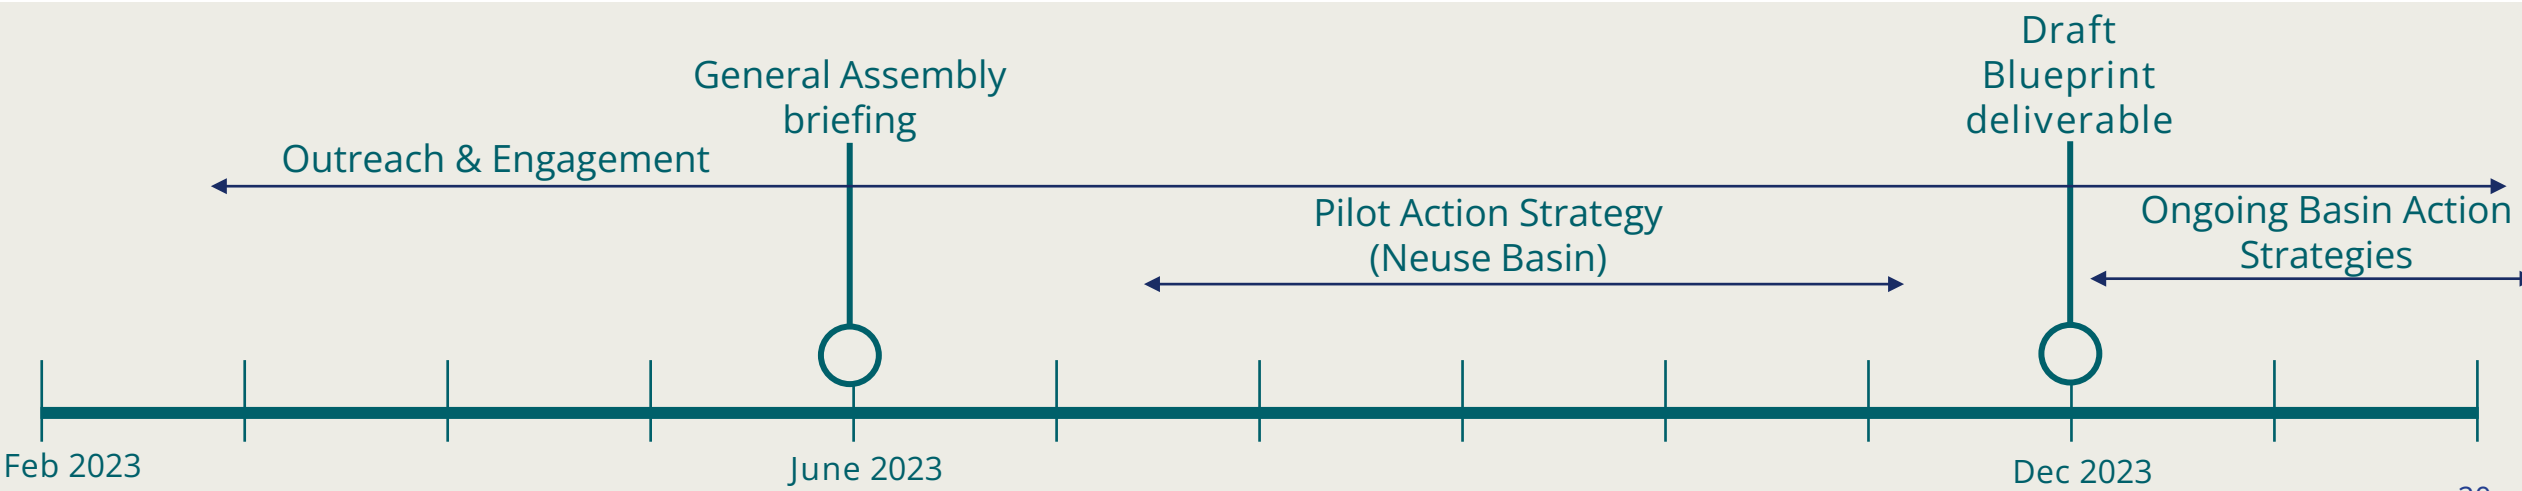 Draft
Blueprint
deliverable
General Assembly
briefing
Outreach & Engagement
Pilot Action Strategy
(Neuse Basin)
Ongoing Basin Action
Strategies
Feb 2023
June 2023
Dec 2023